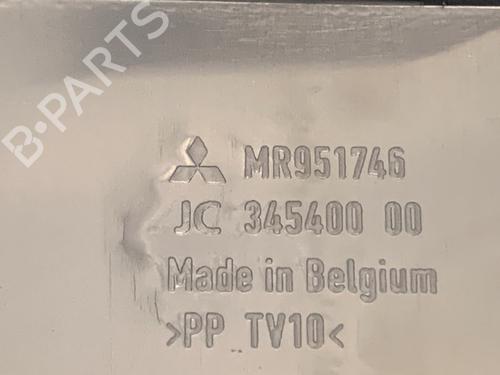 B-PARTS
MR951746
JC 345400 00
Made in Belgium
>PP TV10<